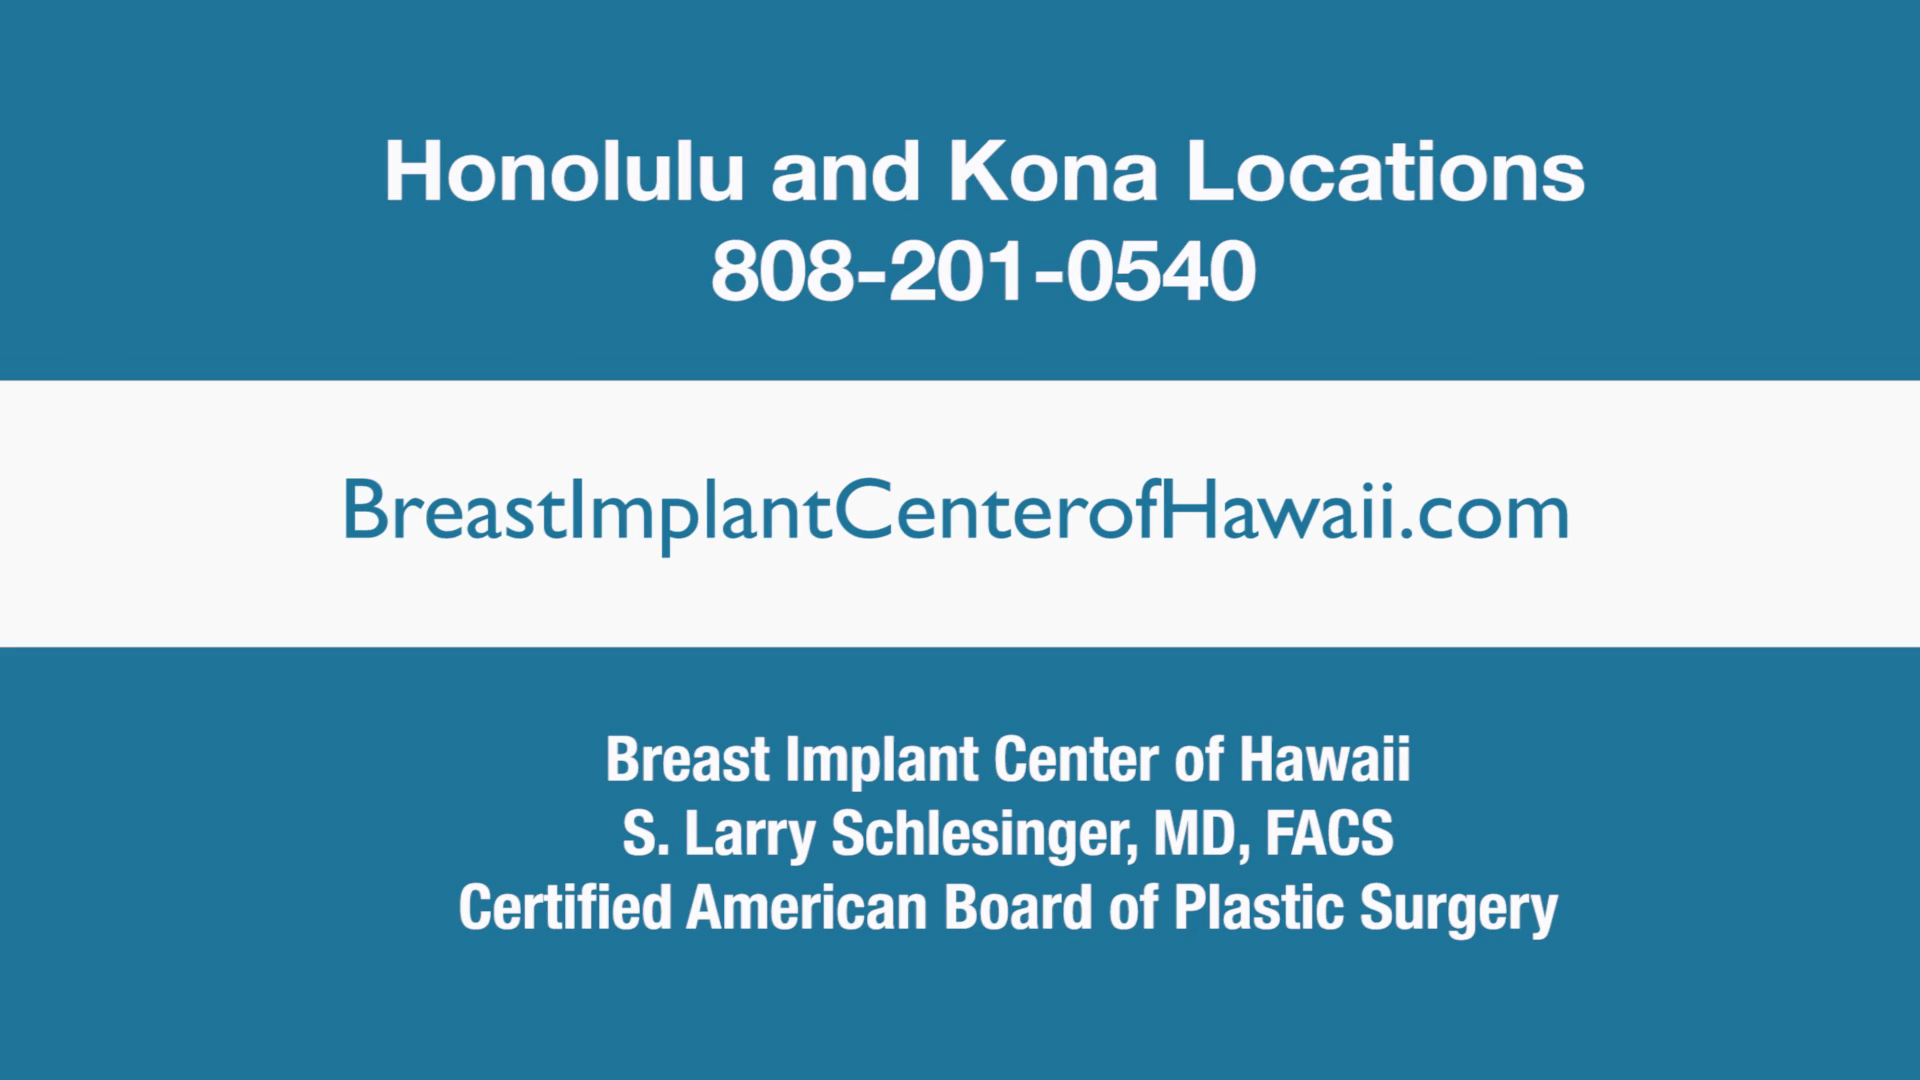 Honolulu and Kona Locations
808-201-0540
BreastImplantCenterofHawaii.com
Breast Implant Center of Hawaii
S. Larry Schlesinger, MD, FACS
Certified American Board of Plastic Surgery